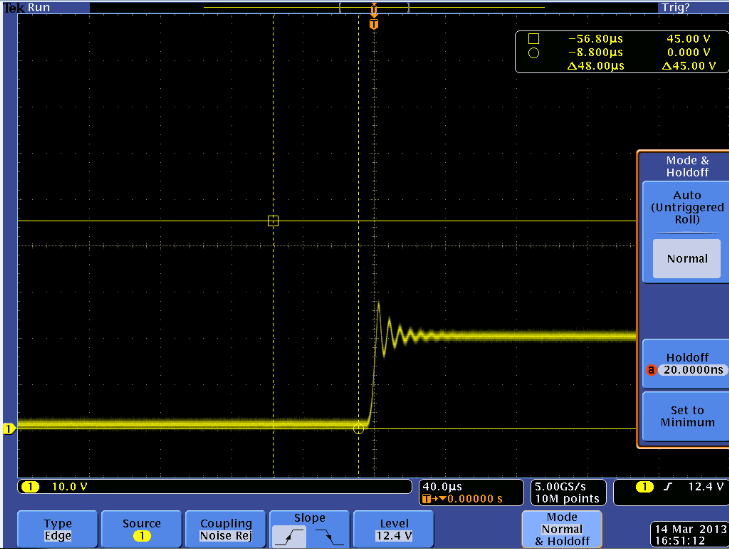 Tek Run Trig?
T
T
-56.80µs 45.00 V
-8.800µs 0.000 V
Δ48.00µs Δ45.00 V
Mode &
Holdoff
Auto
(Untriggered
Roll)
Normal
Holdoff
a 20.0000ns
Set to
Minimum
1
1 10.0 V
40.0µs
T→▼0.00000 s
5.00GS/s
10M points
1 12.4 V
Type
Edge
Source
1
Coupling
Noise Rej
Slope
Level
12.4 V
Mode
Normal
& Holdoff
14 Mar 2013
16:51:12